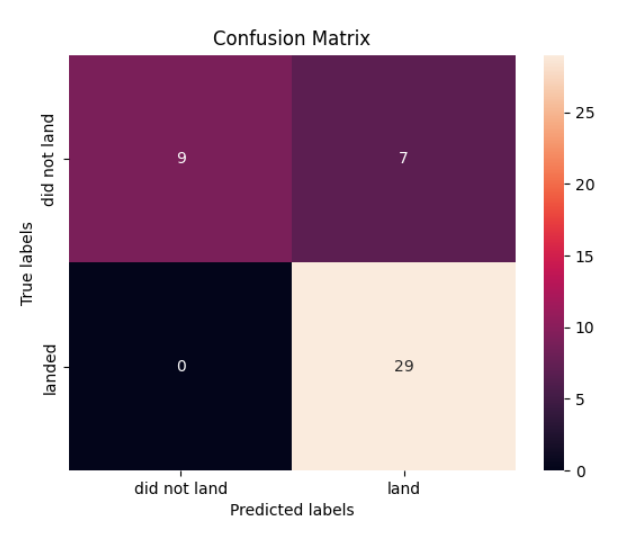 Confusion Matrix
did not land
9
7
25
20
15
True labels
10
landed
0
29
5
0
did not land
land
Predicted labels